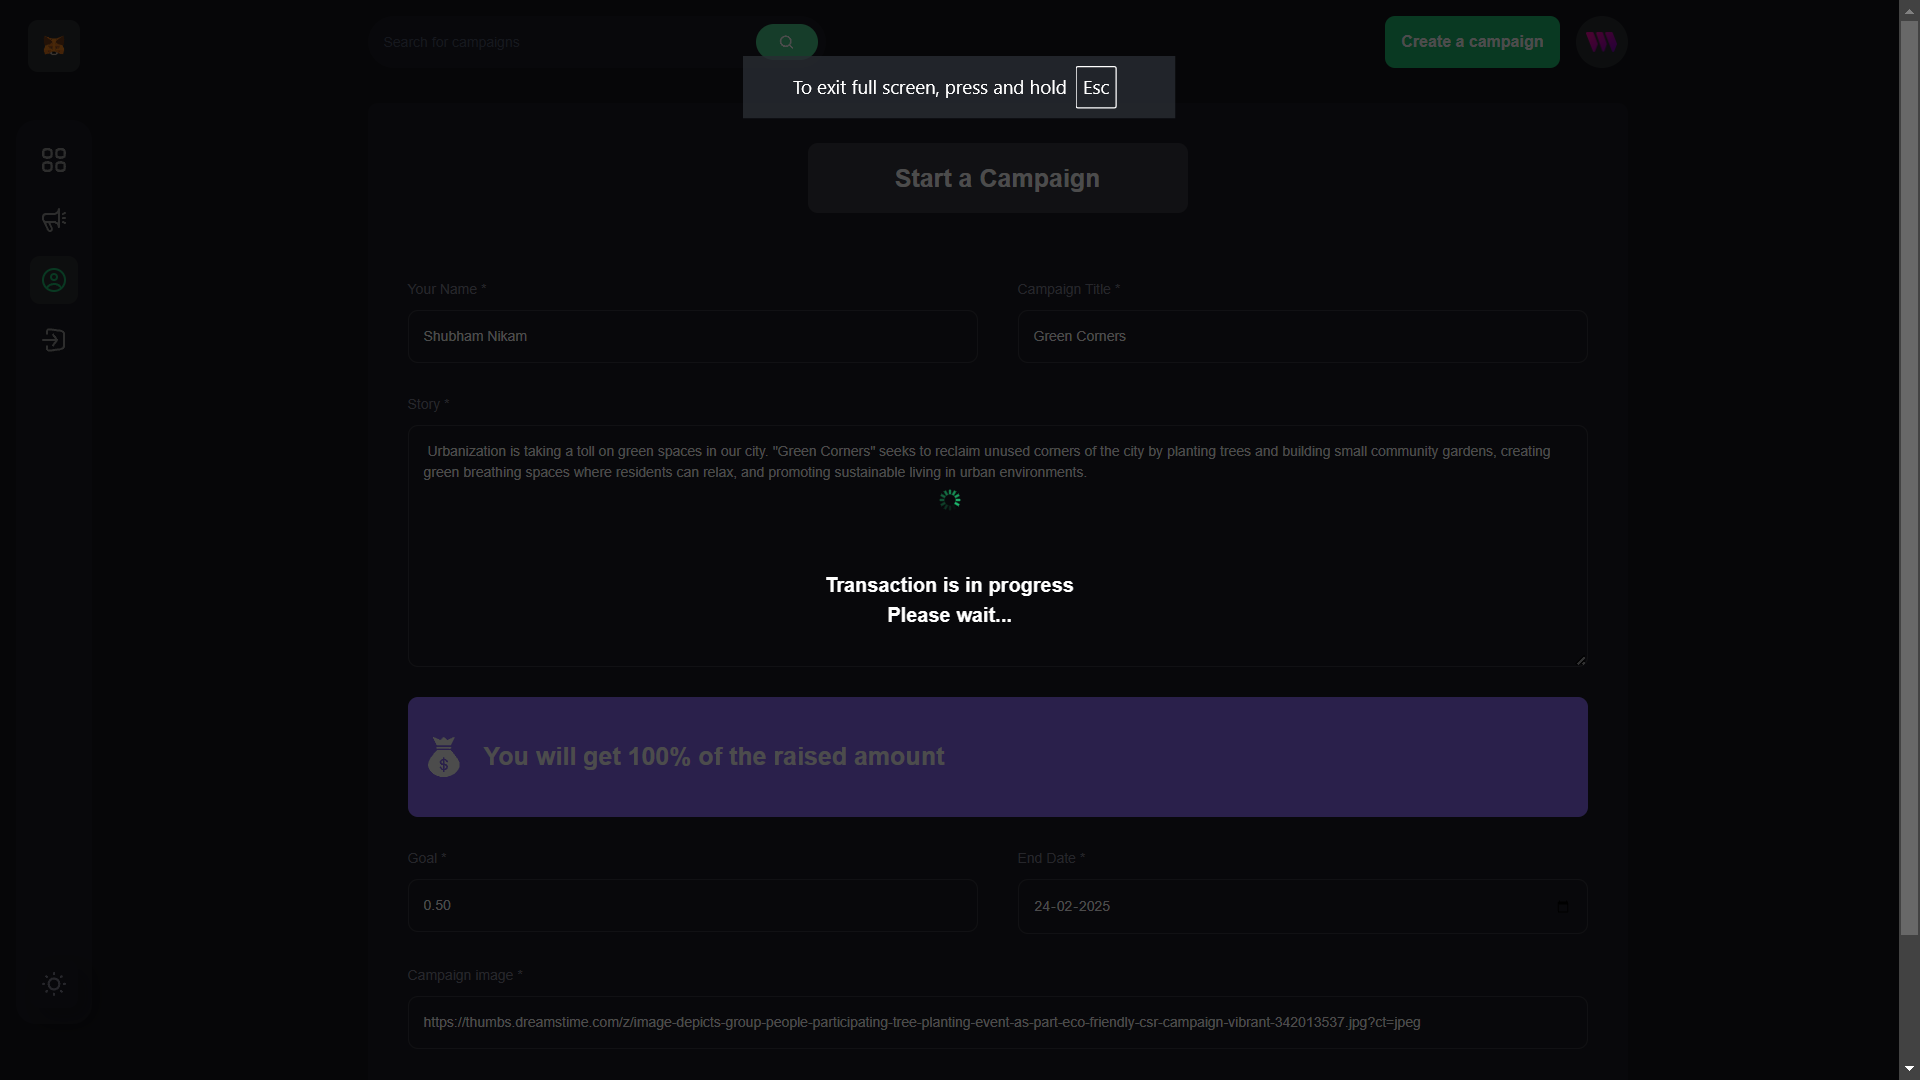 Search for campaigns
Create a campaign
To exit full screen, press and hold Esc
Start a Campaign
Your Name *
Campaign Title *
Shubham Nikam
Green Corners
Story *
Urbanization is taking a toll on green spaces in our city. "Green Corners" seeks to reclaim unused corners of the city by planting trees and building small community gardens, creating
green breathing spaces where residents can relax, and promoting sustainable living in urban environments.
Transaction is in progress
Please wait...
$ You will get 100% of the raised amount
Goal *
End Date *
0.50
24-02-2025
Campaign image *
https://thumbs.dreamstime.com/z/image-depicts-group-people-participating-tree-planting-event-as-part-eco-friendly-csr-campaign-vibrant-342013537.jpg?ct=jpeg